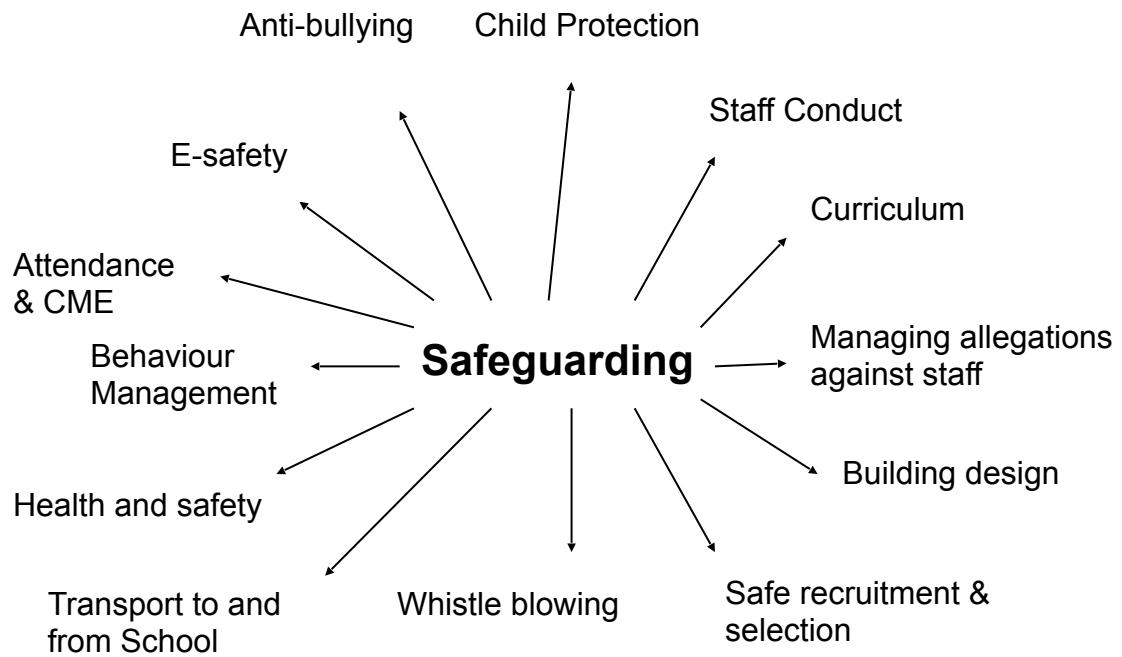 Anti-bullying
Child Protection
Staff Conduct
E-safety
Curriculum
Attendance
& CME
Managing allegations
against staff
Behaviour
Management
Safeguarding
Building design
Health and safety
Transport to and
from School
Whistle blowing
Safe recruitment &
selection